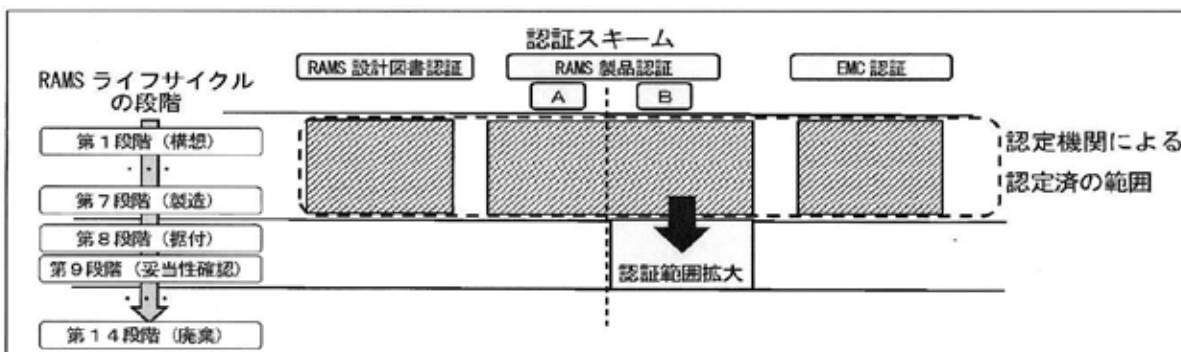 認証スキーム
RAMS 設計図書認証
RAMS 製品認証
EMC 認証
A
B
RAMS ライフサイクル
の段階
第1段階(構想)
・・・
第7段階(製造)
第8段階(据付)
第9段階(妥当性確認)
・・・
第14段階(廃棄)
認定機関による
認定済の範囲
認証範囲拡大